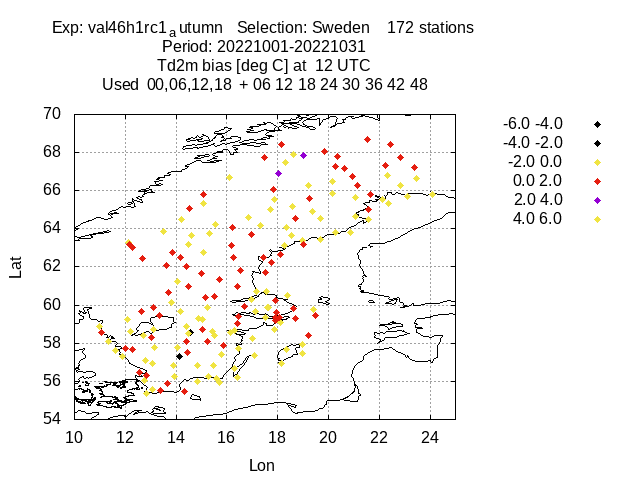 Exp: val46h1rc1autumn Selection: Sweden 172 stations
Period: 20221001-20221031
Td2m bias [deg C] at 12 UTC
Used 00,06,12,18 + 06 12 18 24 30 36 42 48
70
68
66
64
62
60
58
56
54
10 12 14 16 18 20 22 24
Lat
Lon
-6.0 -4.0
-4.0 -2.0
-2.0 0.0
0.0 2.0
2.0 4.0
4.0 6.0